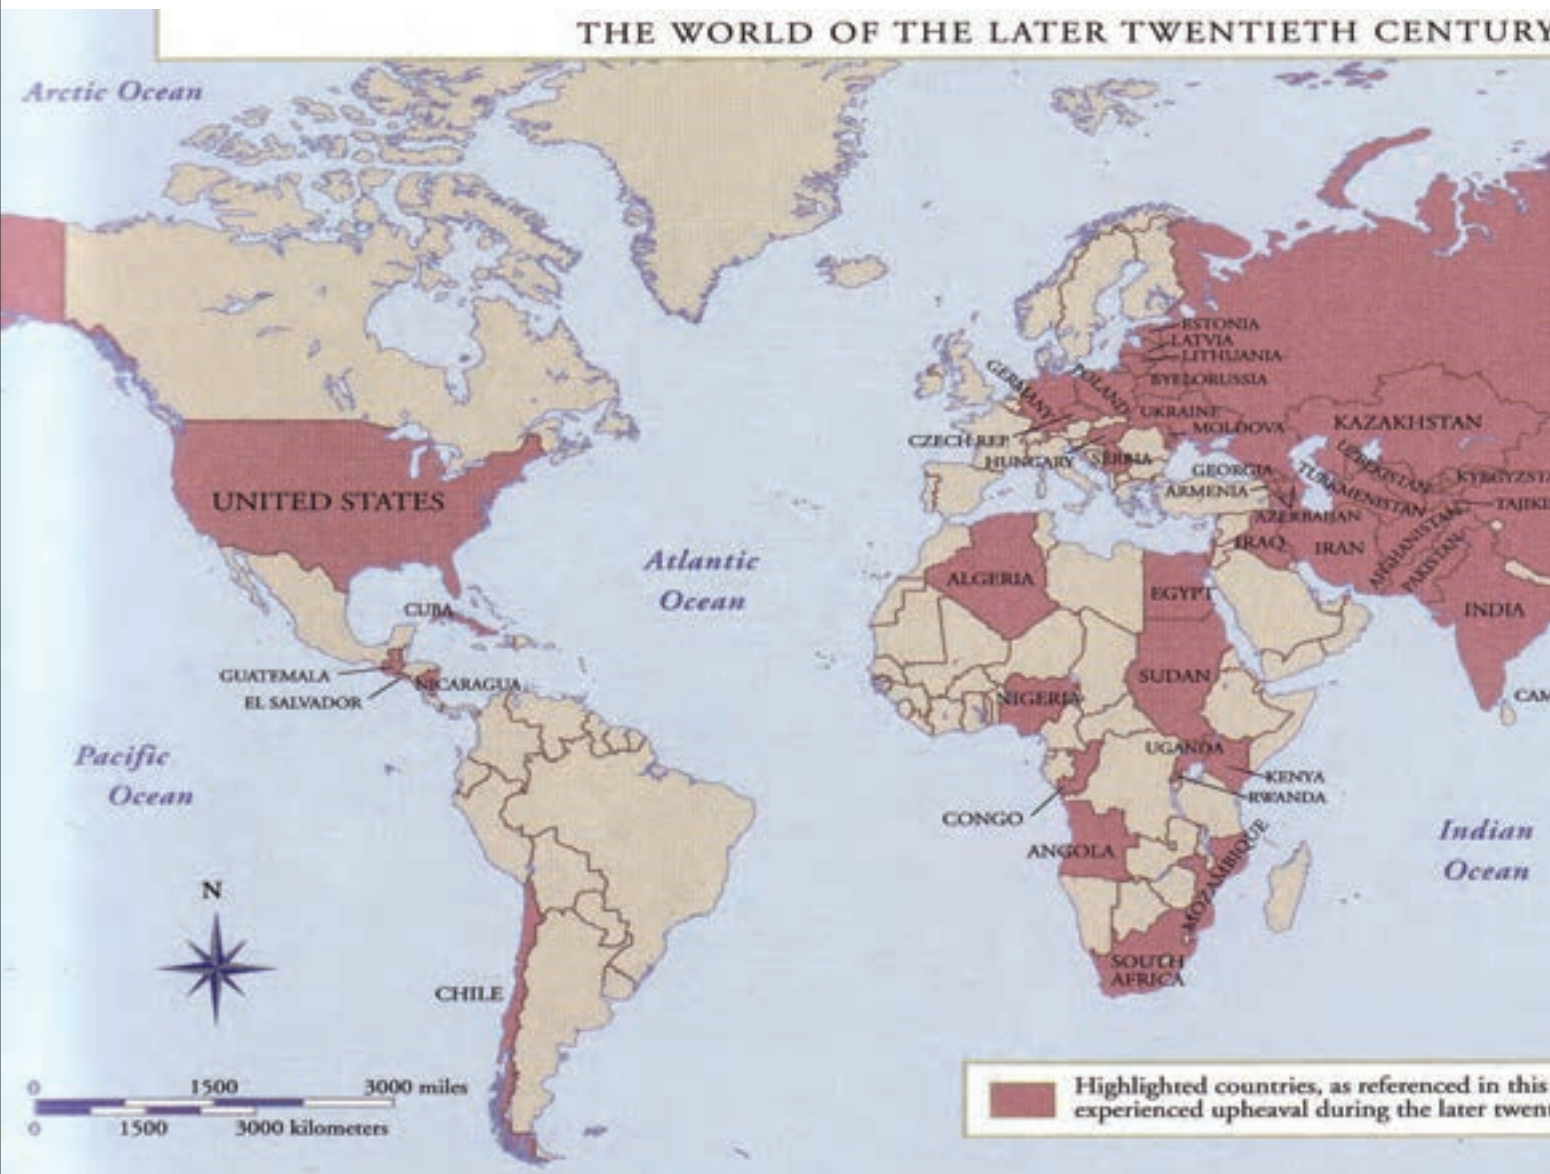 THE WORLD OF THE LATER TWENTIETH CENTURY
Arctic Ocean
ESTONIA
LATVIA
LITHUANIA
BYELORUSSIA
GERMANY
POLAND
UKRAINE
MOLDOVA
KAZAKHSTAN
CZECH REP.
HUNGARY
SERBIA
GEORGIA
ARMENIA
AZERBAIJAN
UZBEKISTAN
TURKMENISTAN
KYRGYZSTA
TAJIKI
UNITED STATES
IRAQ
IRAN
AFGHANISTAN
PAKISTAN
INDIA
Atlantic
Ocean
ALGERIA
EGYPT
CUBA
GUATEMALA
EL SALVADOR
NICARAGUA
NIGERIA
SUDAN
CAM
Pacific
Ocean
UGANDA
KENYA
RWANDA
CONGO
ANGOLA
MOZAMBIQUE
Indian
Ocean
N
SOUTH
AFRICA
CHILE
0 1500 3000 miles
0 1500 3000 kilometers
Highlighted countries, as referenced in this
experienced upheaval during the later twent